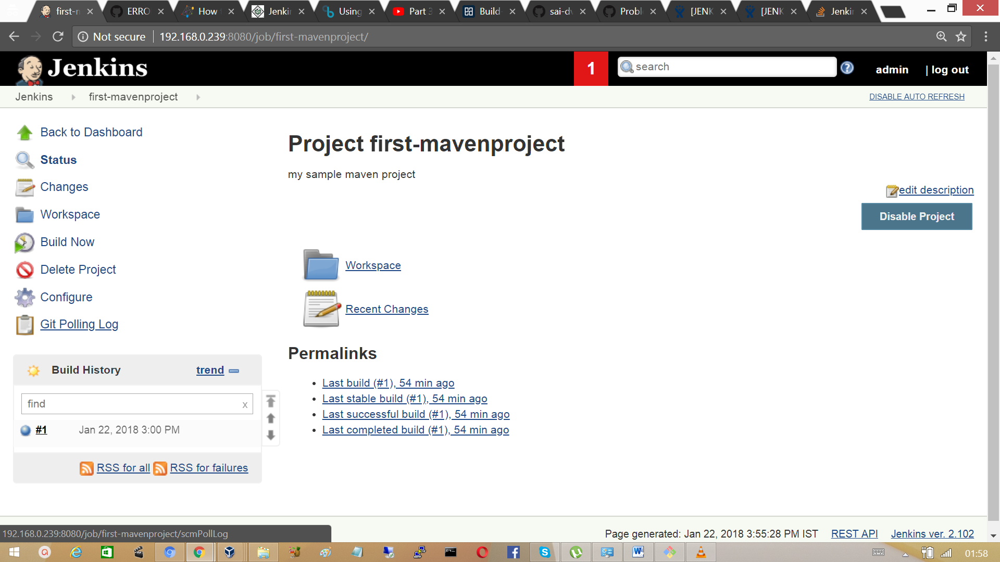 first-n
ERRO
How
Jenkin
Using
Part 3
Build
sai-d
Proble
[JENK
[JENK
Jenkin
Not secure
192.168.0.239:8080/job/first-mavenproject/
Jenkins
1
search
admin
| log out
Jenkins
first-mavenproject
DISABLE AUTO REFRESH
Back to Dashboard
Status
Changes
Workspace
Build Now
Delete Project
Configure
Git Polling Log
Build History
trend
find
x
#1
Jan 22, 2018 3:00 PM
RSS for all
RSS for failures
Project first-mavenproject
my sample maven project
edit description
Disable Project
Workspace
Recent Changes
Permalinks
Last build (#1), 54 min ago
Last stable build (#1), 54 min ago
Last successful build (#1), 54 min ago
Last completed build (#1), 54 min ago
192.168.0.239:8080/job/first-mavenproject/scmPollLog
Page generated: Jan 22, 2018 3:55:28 PM IST
REST API
Jenkins ver. 2.102
01:58